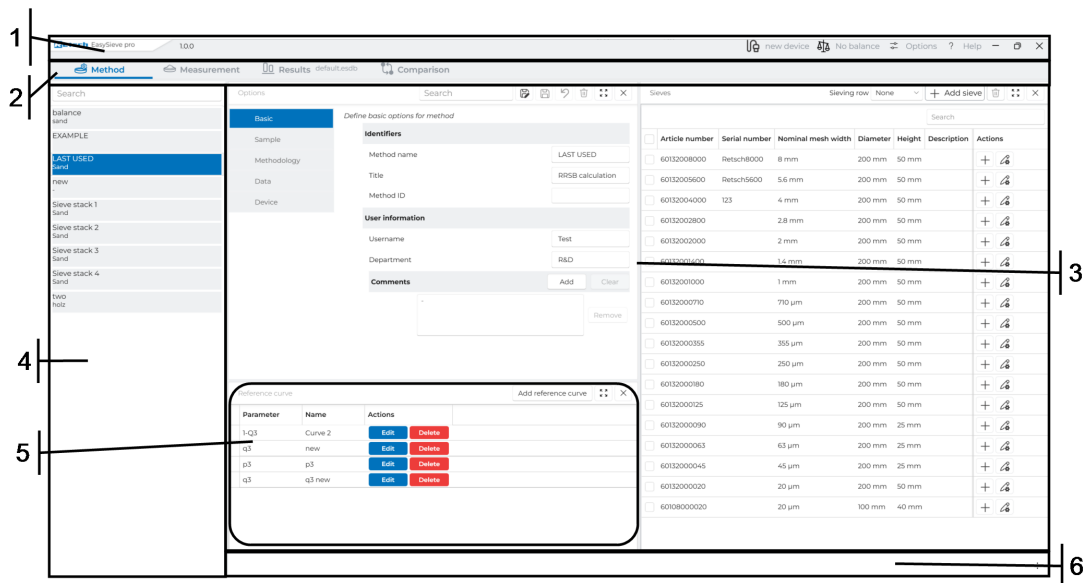 1
EasySieve pro 1.0.0 new device No balance Options ? Help
2
Method Measurement Results default.esdb Comparison
Search
balance
sand
EXAMPLE
LAST USED
Sand
new
-
Sieve stack 1
Sand
Sieve stack 2
Sand
Sieve stack 3
Sand
Sieve stack 4
Sand
two
holz
4
Options Search
Basic
Sample
Methodology
Data
Device
Define basic options for method
Identifiers
Method name LAST USED
Title RRSB calculation
Method ID
User information
Username Test
Department R&D
Comments Add Clear
-
Remove
Reference curve Add reference curve
Parameter Name Actions
1-Q3 Curve 2 Edit Delete
q3 new Edit Delete
p3 p3 Edit Delete
q3 q3 new Edit Delete
5
Sieves Sieving row None + Add sieve
Search
Article number Serial number Nominal mesh width Diameter Height Description Actions
60132008000 Retsch8000 8 mm 200 mm 50 mm
60132005600 Retsch5600 5.6 mm 200 mm 50 mm
60132004000 123 4 mm 200 mm 50 mm
60132002800 2.8 mm 200 mm 50 mm
60132002000 2 mm 200 mm 50 mm
60132001400 1.4 mm 200 mm 50 mm
60132001000 1 mm 200 mm 50 mm
60132000710 710 µm 200 mm 50 mm
60132000500 500 µm 200 mm 50 mm
60132000355 355 µm 200 mm 50 mm
60132000250 250 µm 200 mm 50 mm
60132000180 180 µm 200 mm 50 mm
60132000125 125 µm 200 mm 50 mm
60132000090 90 µm 200 mm 25 mm
60132000063 63 µm 200 mm 25 mm
60132000045 45 µm 200 mm 25 mm
60132000020 20 µm 200 mm 50 mm
60108000020 20 µm 100 mm 40 mm
3
6